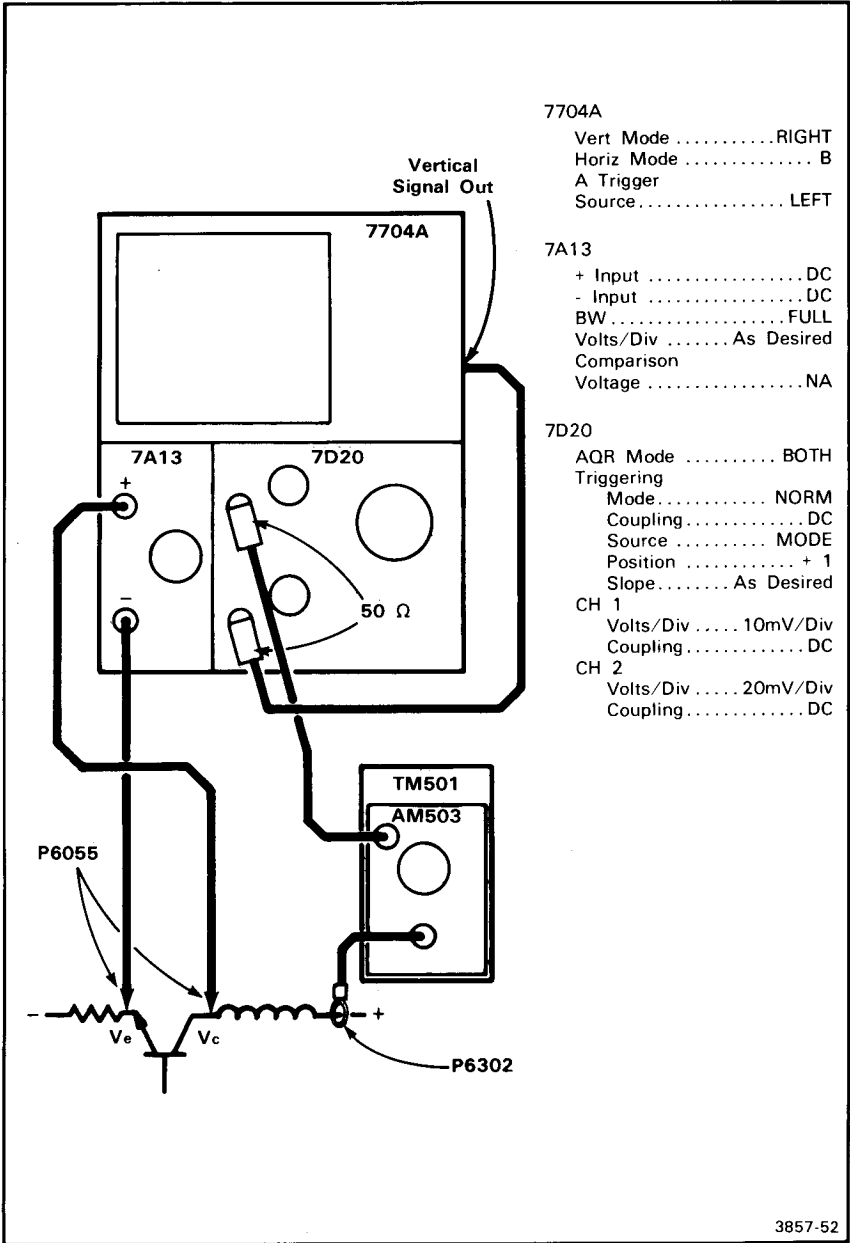 7704A
Vert Mode ........... RIGHT
Horiz Mode .............. B
A Trigger
Source ................ LEFT
7A13
+ Input ................. DC
- Input ................. DC
BW ................... FULL
Volts/Div ....... As Desired
Comparison
Voltage ................. NA
7D20
AQR Mode .......... BOTH
Triggering
Mode ............ NORM
Coupling ............. DC
Source .......... MODE
Position ............ + 1
Slope ........ As Desired
CH 1
Volts/Div ..... 10mV/Div
Coupling ............. DC
CH 2
Volts/Div ..... 20mV/Div
Coupling ............. DC
Vertical
Signal Out
7704A
7A13
7D20
+
−
50 Ω
TM501
AM503
P6055
-
Ve
Vc
+
P6302
3857-52